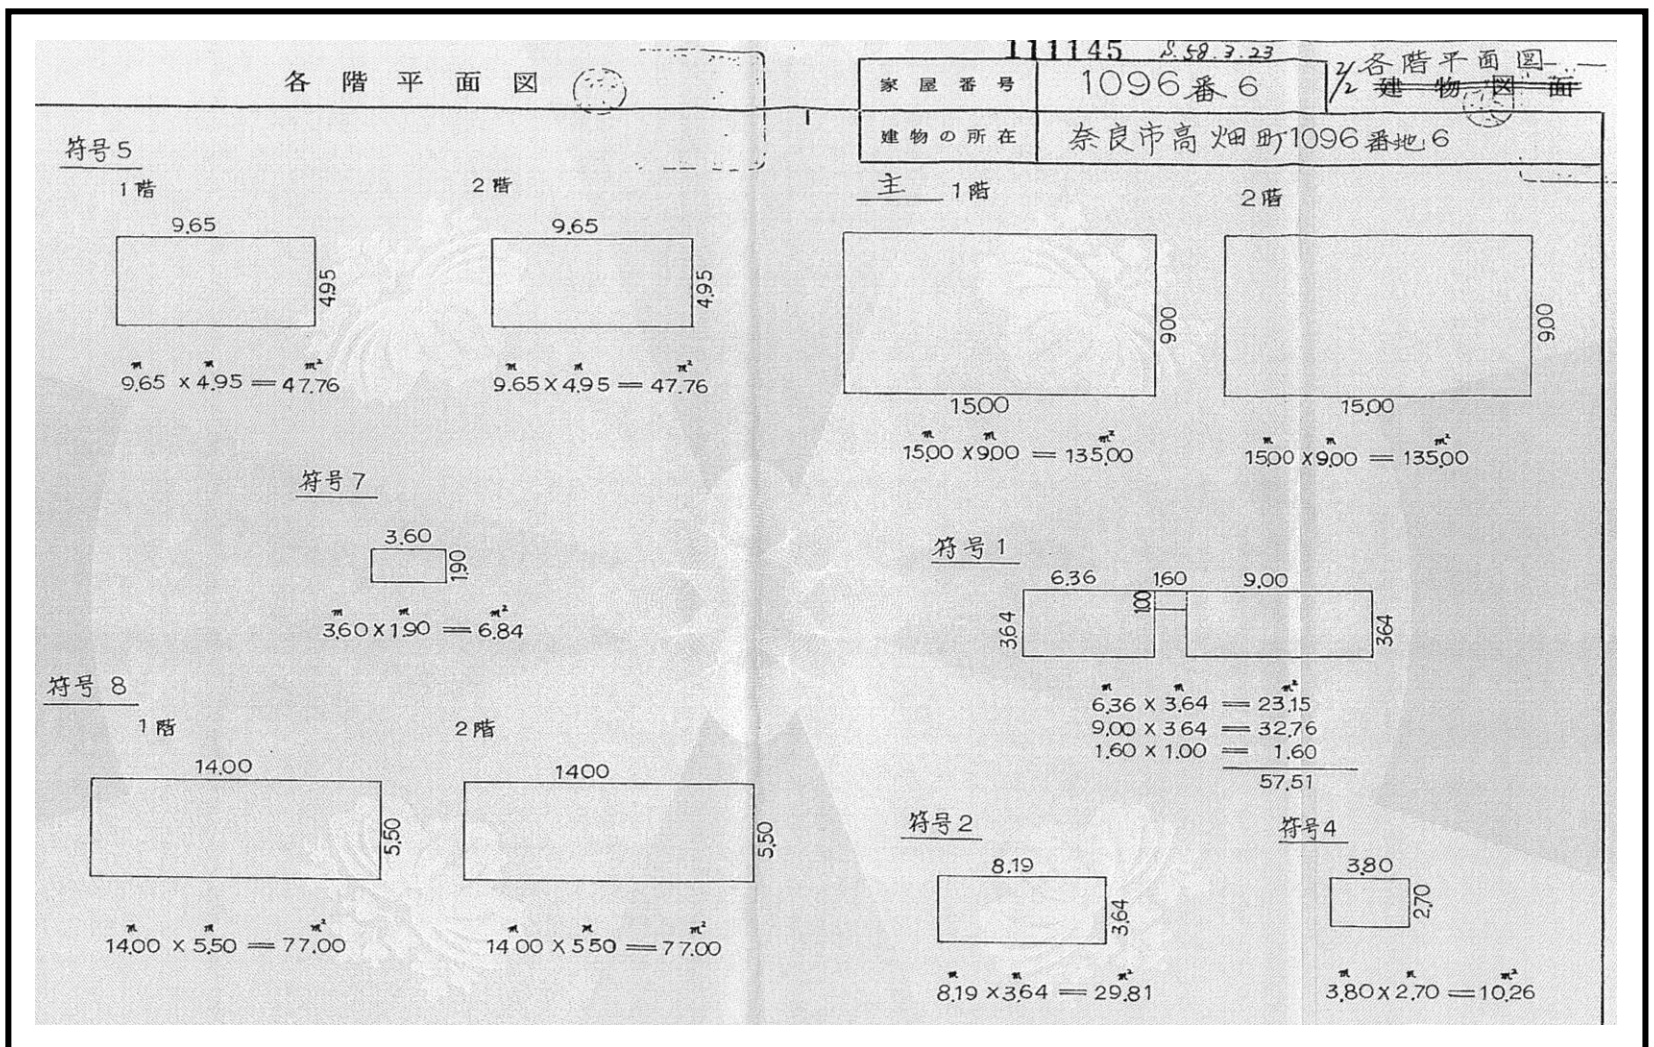 各階平面図
111145 S.58.3.23
家屋番号 1096番6
2/2 各階平面図
建物図面
建物の所在 奈良市高畑町1096番地6
符号5
1階 2階
9.65 9.65
4.95 4.95
9.65 × 4.95 = 47.76
9.65 × 4.95 = 47.76
符号7
3.60
1.90
3.60 × 1.90 = 6.84
符号8
1階 2階
14.00 1400
5.50 5.50
14.00 × 5.50 = 77.00
14.00 × 5.50 = 77.00
主 1階 2階
9.00 9.00
15.00 15.00
15.00 × 9.00 = 135.00
15.00 × 9.00 = 135.00
符号1
6.36 1.60 9.00
3.64 1.00 3.64
6.36 × 3.64 = 23.15
9.00 × 3.64 = 32.76
1.60 × 1.00 = 1.60
57.51
符号2
8.19
3.64
8.19 × 3.64 = 29.81
符号4
3.80
2.70
3.80 × 2.70 = 10.26